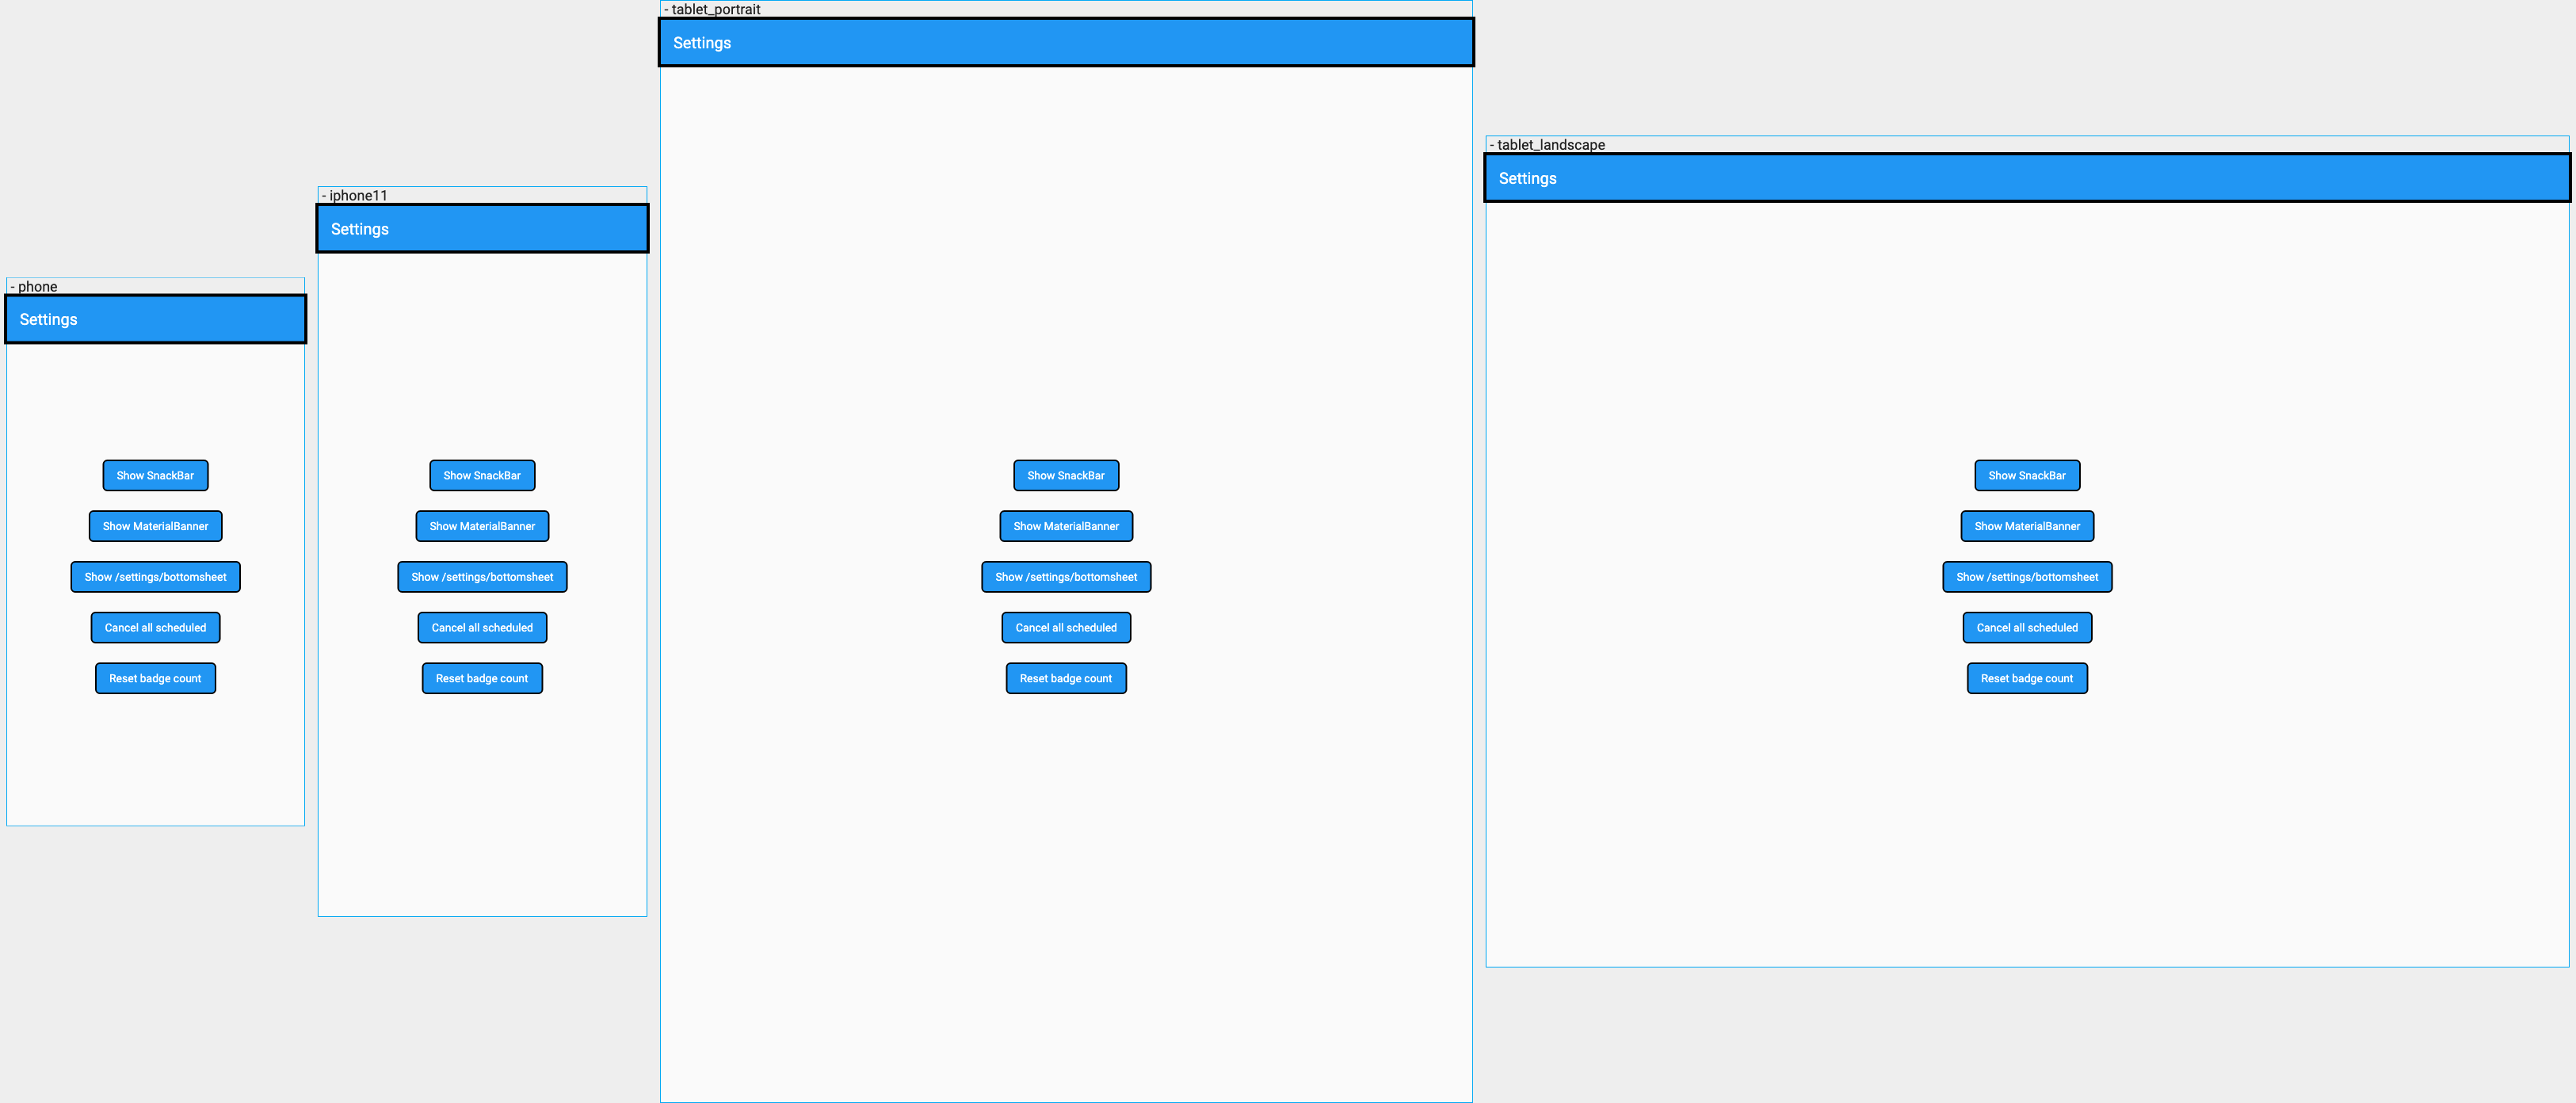 - phone
Settings
Show SnackBar
Show MaterialBanner
Show /settings/bottomsheet
Cancel all scheduled
Reset badge count
- iphone11
Settings
Show SnackBar
Show MaterialBanner
Show /settings/bottomsheet
Cancel all scheduled
Reset badge count
- tablet_portrait
Settings
Show SnackBar
Show MaterialBanner
Show /settings/bottomsheet
Cancel all scheduled
Reset badge count
- tablet_landscape
Settings
Show SnackBar
Show MaterialBanner
Show /settings/bottomsheet
Cancel all scheduled
Reset badge count